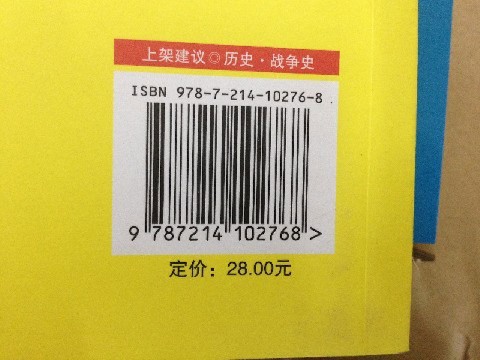 上架建议◎历史·战争史
ISBN 978-7-214-10276-8
9 787214 102768 >
定价：28.00元